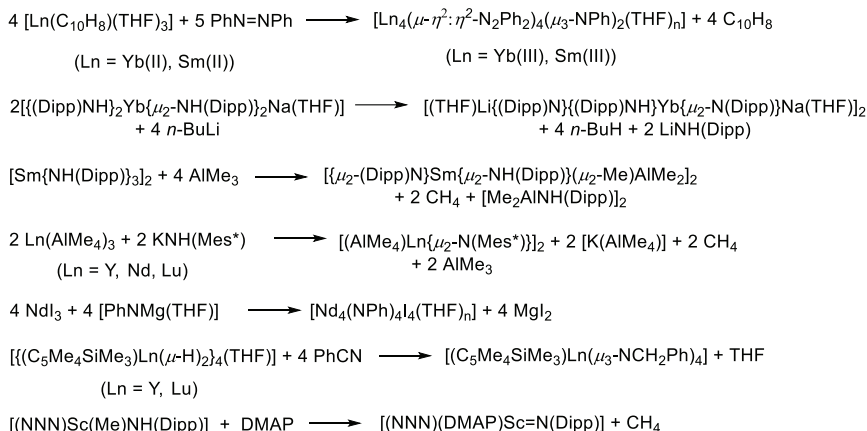 4 [Ln(C10H8)(THF)3] + 5 PhN=NPh ⟶ [Ln4(μ-η2:η2-N2Ph2)4(μ3-NPh)2(THF)n] + 4 C10H8
(Ln = Yb(II), Sm(II)) (Ln = Yb(III), Sm(III))
2[{(Dipp)NH}2Yb{μ2-NH(Dipp)}2Na(THF)] ⟶ [(THF)Li{(Dipp)N}{(Dipp)NH}Yb{μ2-N(Dipp)}Na(THF)]2
+ 4 n-BuLi + 4 n-BuH + 2 LiNH(Dipp)
[Sm{NH(Dipp)}3]2 + 4 AlMe3 ⟶ [{μ2-(Dipp)N}Sm{μ2-NH(Dipp)}(μ2-Me)AlMe2]2
+ 2 CH4 + [Me2AlNH(Dipp)]2
2 Ln(AlMe4)3 + 2 KNH(Mes*) ⟶ [(AlMe4)Ln{μ2-N(Mes*)}]2 + 2 [K(AlMe4)] + 2 CH4
(Ln = Y, Nd, Lu) + 2 AlMe3
4 NdI3 + 4 [PhNMg(THF)] ⟶ [Nd4(NPh)4I4(THF)n] + 4 MgI2
[{(C5Me4SiMe3)Ln(μ-H)2}4(THF)] + 4 PhCN ⟶ [(C5Me4SiMe3)Ln(μ3-NCH2Ph)4] + THF
(Ln = Y, Lu)
[(NNN)Sc(Me)NH(Dipp)] + DMAP ⟶ [(NNN)(DMAP)Sc=N(Dipp)] + CH4